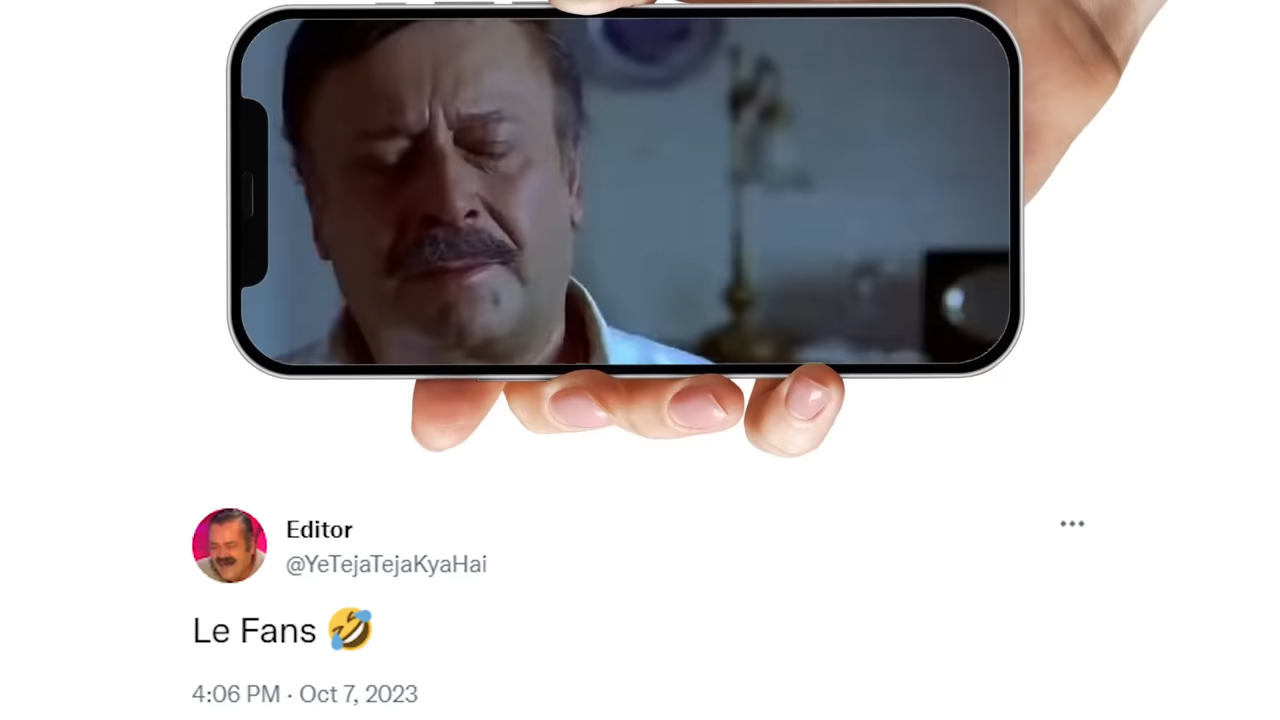 Editor
@YeTejaTejaKyaHai
Le Fans 🤣
4:06 PM · Oct 7, 2023